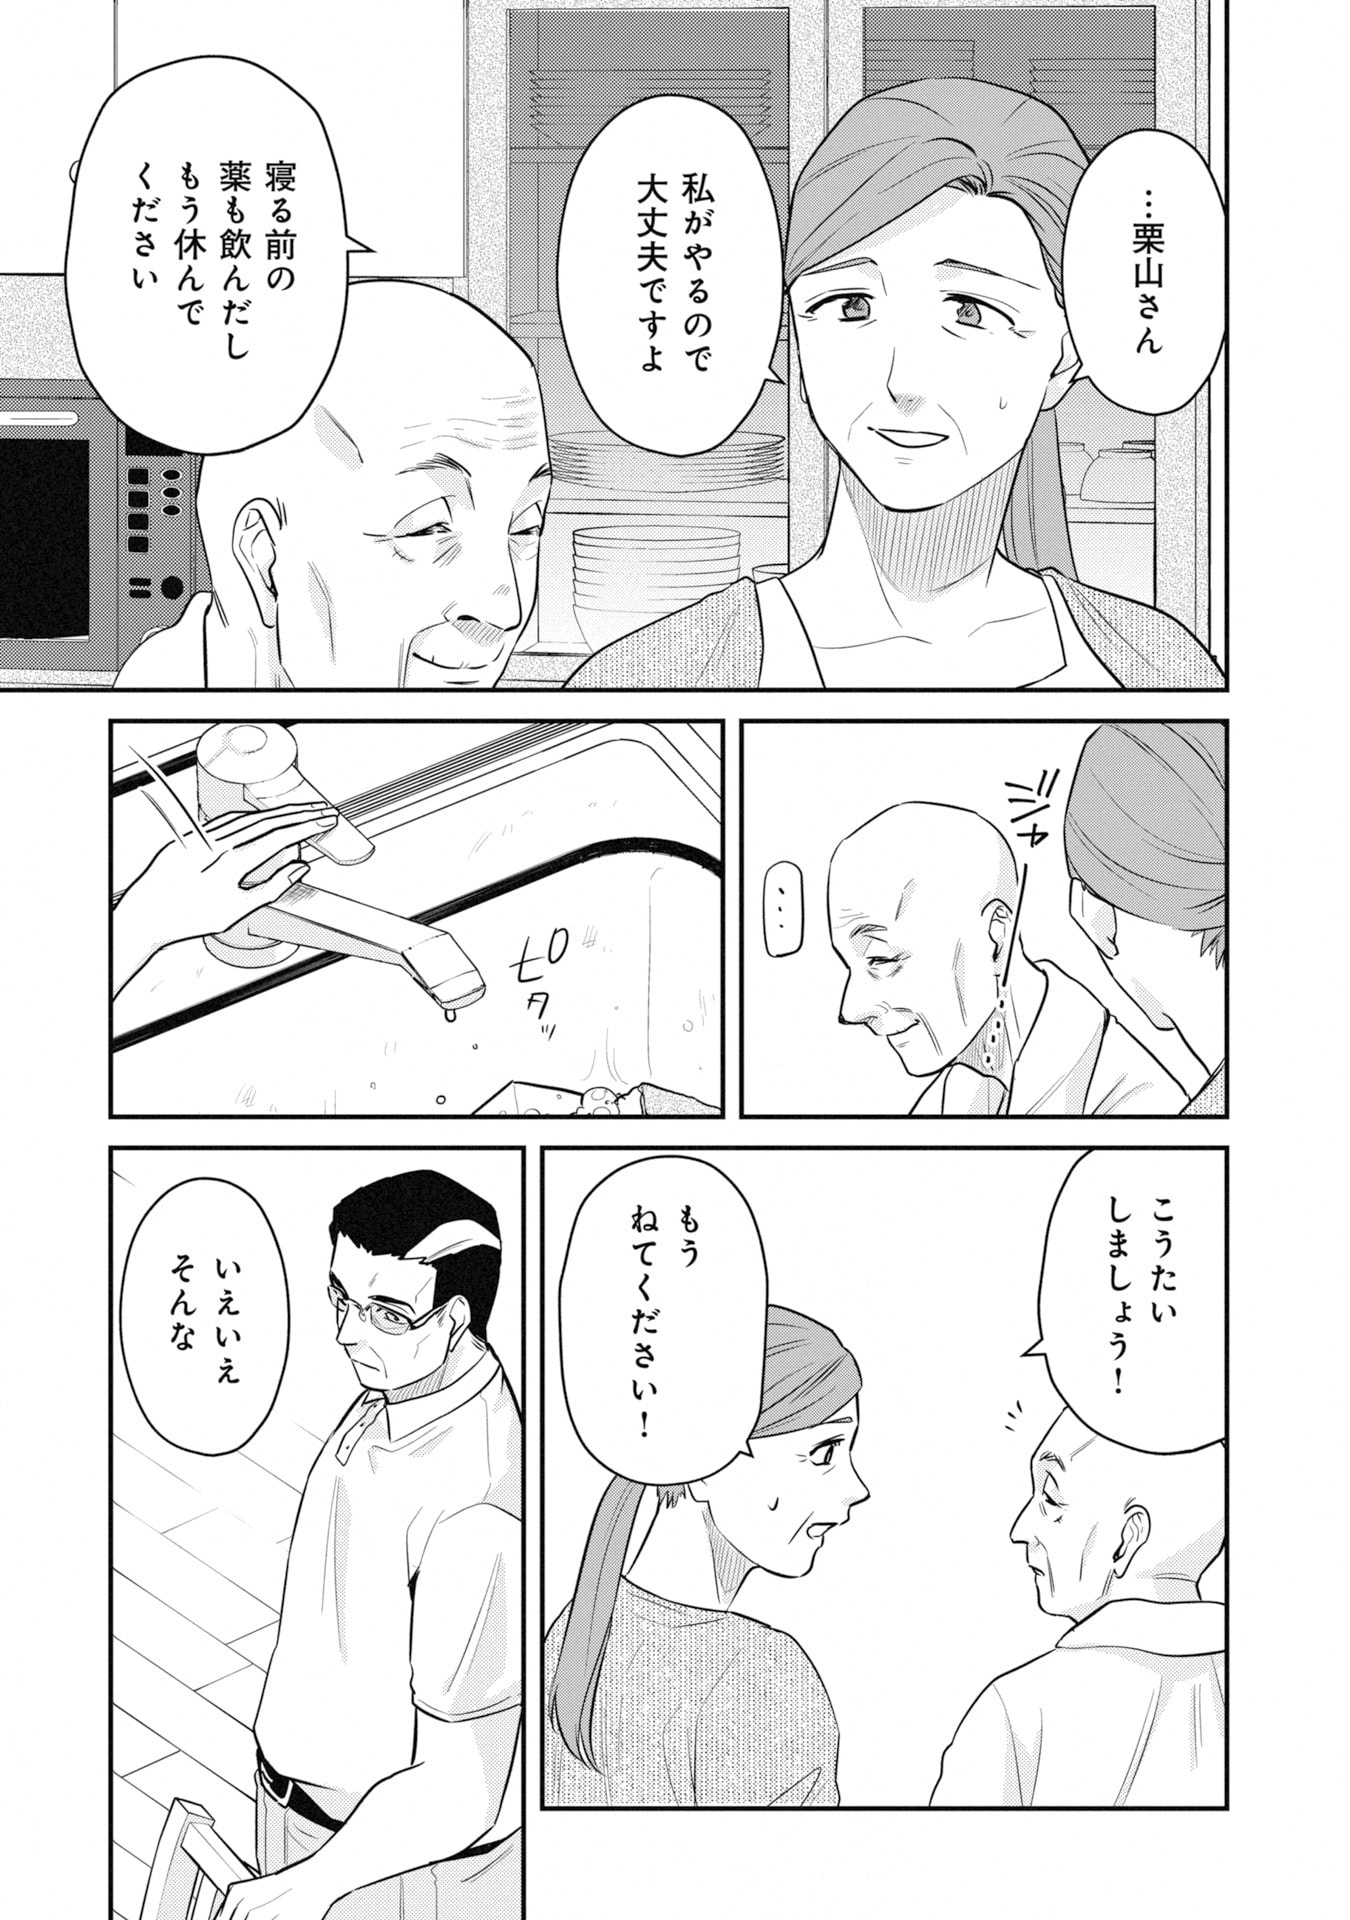 …栗山さん
私がやるので
大丈夫ですよ
寝る前の
薬も飲んだし
もう休んで
ください
ジャ
…
ピタッ
こうたい
しましょう！
もう
ねてください！
いえいえ
そんな